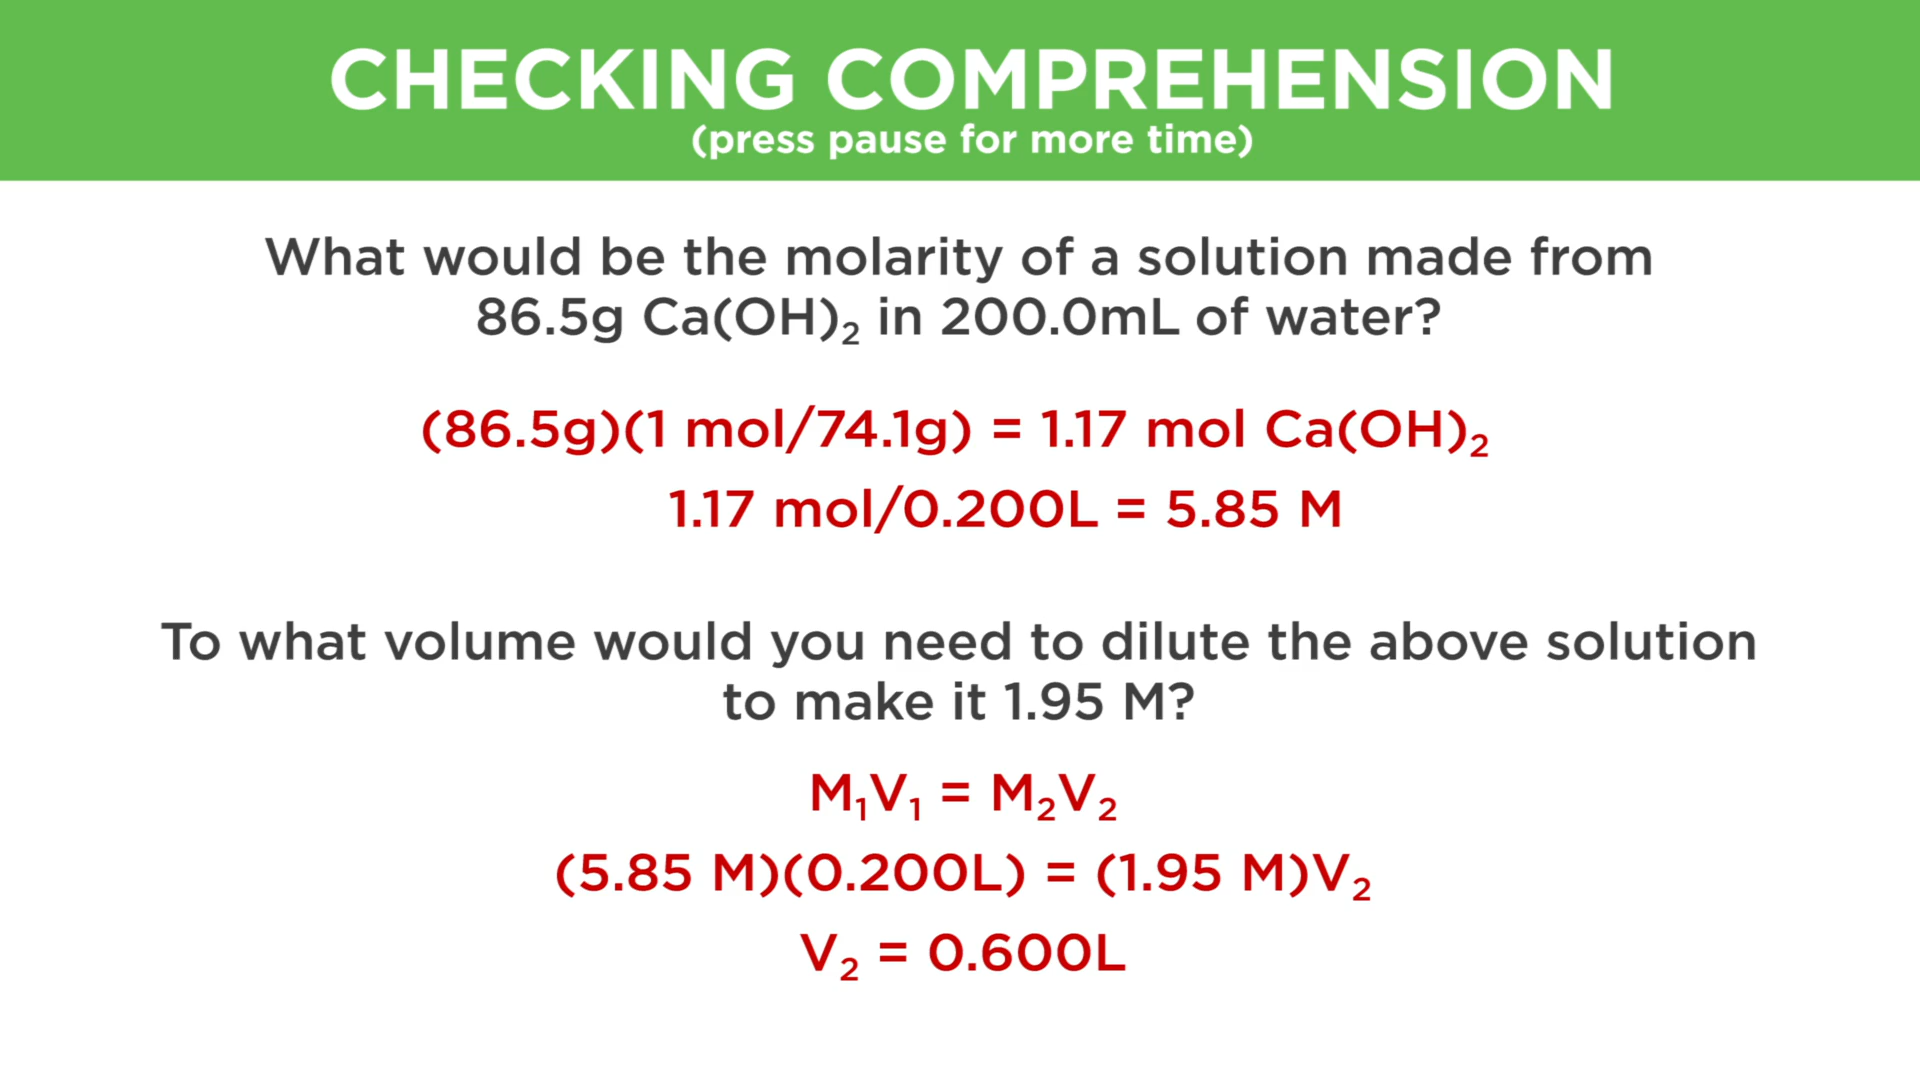 CHECKING COMPREHENSION
(press pause for more time)
What would be the molarity of a solution made from
86.5g Ca(OH)₂ in 200.0mL of water?
(86.5g)(1 mol/74.1g) = 1.17 mol Ca(OH)₂
1.17 mol/0.200L = 5.85 M
To what volume would you need to dilute the above solution
to make it 1.95 M?
M₁V₁ = M₂V₂
(5.85 M)(0.200L) = (1.95 M)V₂
V₂ = 0.600L